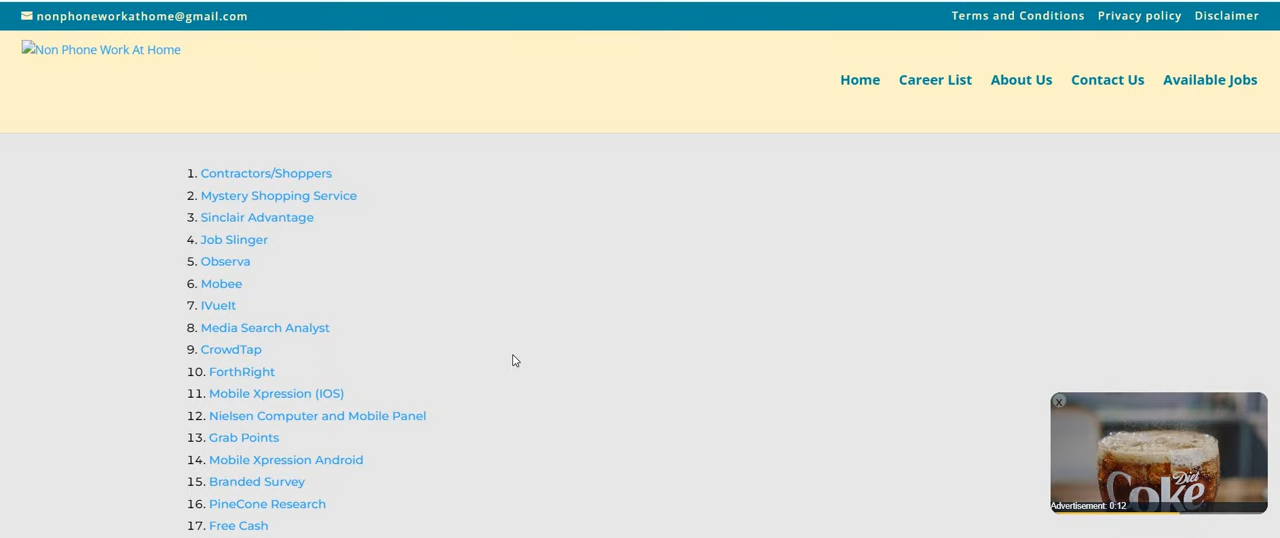 nonphoneworkathome@gmail.com
Terms and Conditions Privacy policy Disclaimer
Non Phone Work At Home
Home Career List About Us Contact Us Available Jobs
1. Contractors/Shoppers
2. Mystery Shopping Service
3. Sinclair Advantage
4. Job Slinger
5. Observa
6. Mobee
7. IVueIt
8. Media Search Analyst
9. CrowdTap
10. ForthRight
11. Mobile Xpression (IOS)
12. Nielsen Computer and Mobile Panel
13. Grab Points
14. Mobile Xpression Android
15. Branded Survey
16. PineCone Research
17. Free Cash
X
Diet
Coke
Advertisement: 0:12